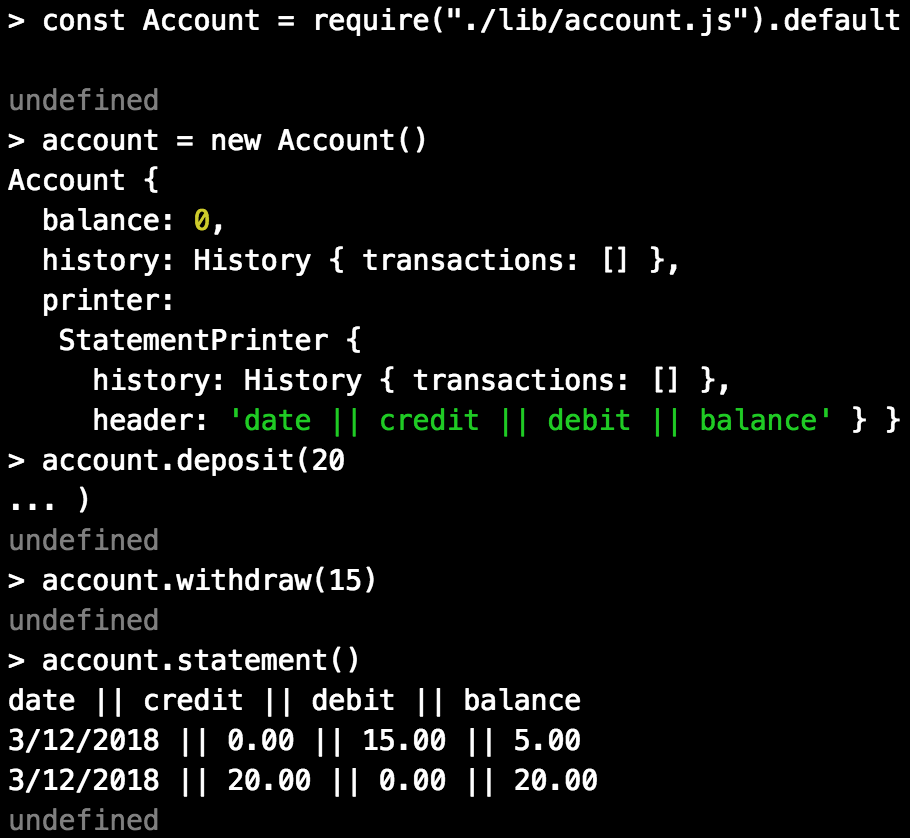 > const Account = require("./lib/account.js").default
undefined
> account = new Account()
Account {
  balance: 0,
  history: History { transactions: [] },
  printer:
   StatementPrinter {
     history: History { transactions: [] },
     header: 'date || credit || debit || balance' } }
> account.deposit(20
... )
undefined
> account.withdraw(15)
undefined
> account.statement()
date || credit || debit || balance
3/12/2018 || 0.00 || 15.00 || 5.00
3/12/2018 || 20.00 || 0.00 || 20.00
undefined